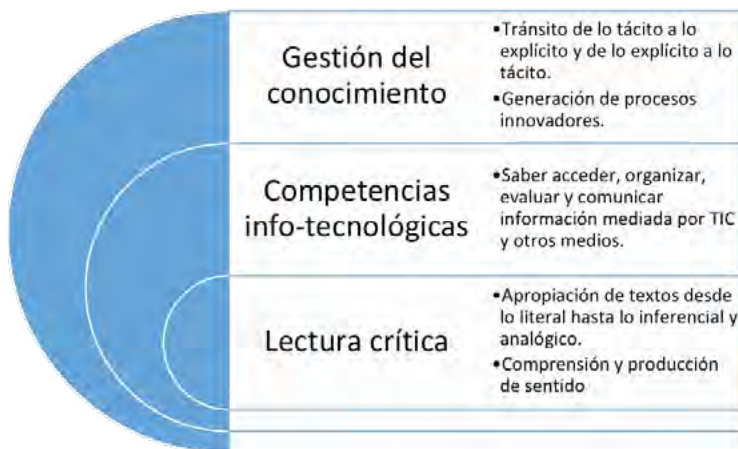 Gestión del
conocimiento
•Tránsito de lo tácito a lo
explícito y de lo explícito a lo
tácito.
•Generación de procesos
innovadores.
Competencias
info-tecnológicas
•Saber acceder, organizar,
evaluar y comunicar
información mediada por TIC
y otros medios.
Lectura crítica
•Apropiación de textos desde
lo literal hasta lo inferencial y
analógico.
•Comprensión y producción
de sentido